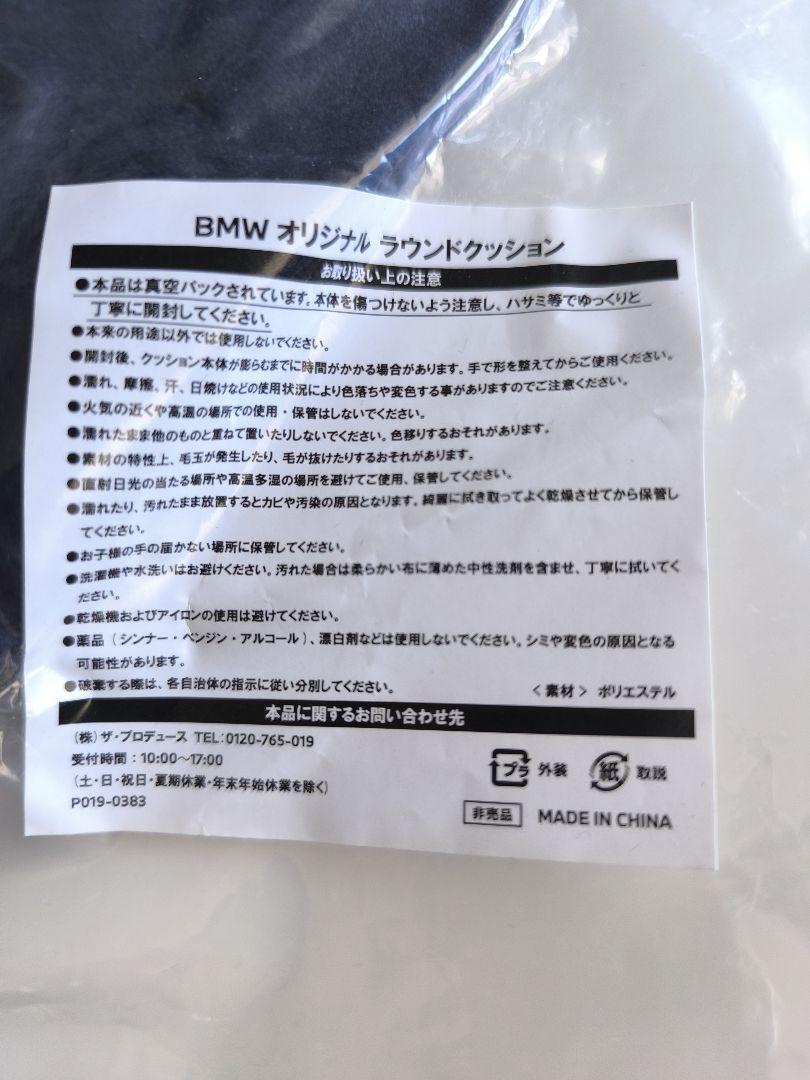 BMW オリジナル ラウンドクッション
お取り扱い上の注意
●本品は真空パックされています。本体を傷つけないよう注意し、ハサミ等でゆっくりと
丁寧に開封してください。
●本来の用途以外では使用しないでください。
●開封後、クッション本体が膨らむまでに時間がかかる場合があります。手で形を整えてからご使用ください。
●濡れ、摩擦、汗、日焼けなどの使用状況により色落ちや変色する事がありますのでご注意ください。
●火気の近くや高温の場所での使用・保管はしないでください。
●濡れたまま他のものと重ねて置いたりしないでください。色移りするおそれがあります。
●素材の特性上、毛玉が発生したり、毛が抜けたりするおそれがあります。
●直射日光の当たる場所や高温多湿の場所を避けてご使用、保管してください。
●濡れたり、汚れたまま放置するとカビや汚染の原因となります。綺麗に拭き取ってよく乾燥させてから保管し
てください。
●お子様の手の届かない場所に保管してください。
●洗濯機や水洗いはお避けください。汚れた場合は柔らかい布に薄めた中性洗剤を含ませ、丁寧に拭いてく
ださい。
●乾燥機およびアイロンの使用は避けてください。
●薬品（シンナー・ベンジン・アルコール）、漂白剤などは使用しないでください。シミや変色の原因となる
可能性があります。
●破棄する際は、各自治体の指示に従い分別してください。 ＜素材＞ ポリエステル
本品に関するお問い合わせ先
(株)ザ・プロデュース TEL:0120-765-019
受付時間：10:00～17:00
(土・日・祝日・夏期休業・年末年始休業を除く)
P019-0383
プラ 外装 紙 取説
非売品 MADE IN CHINA